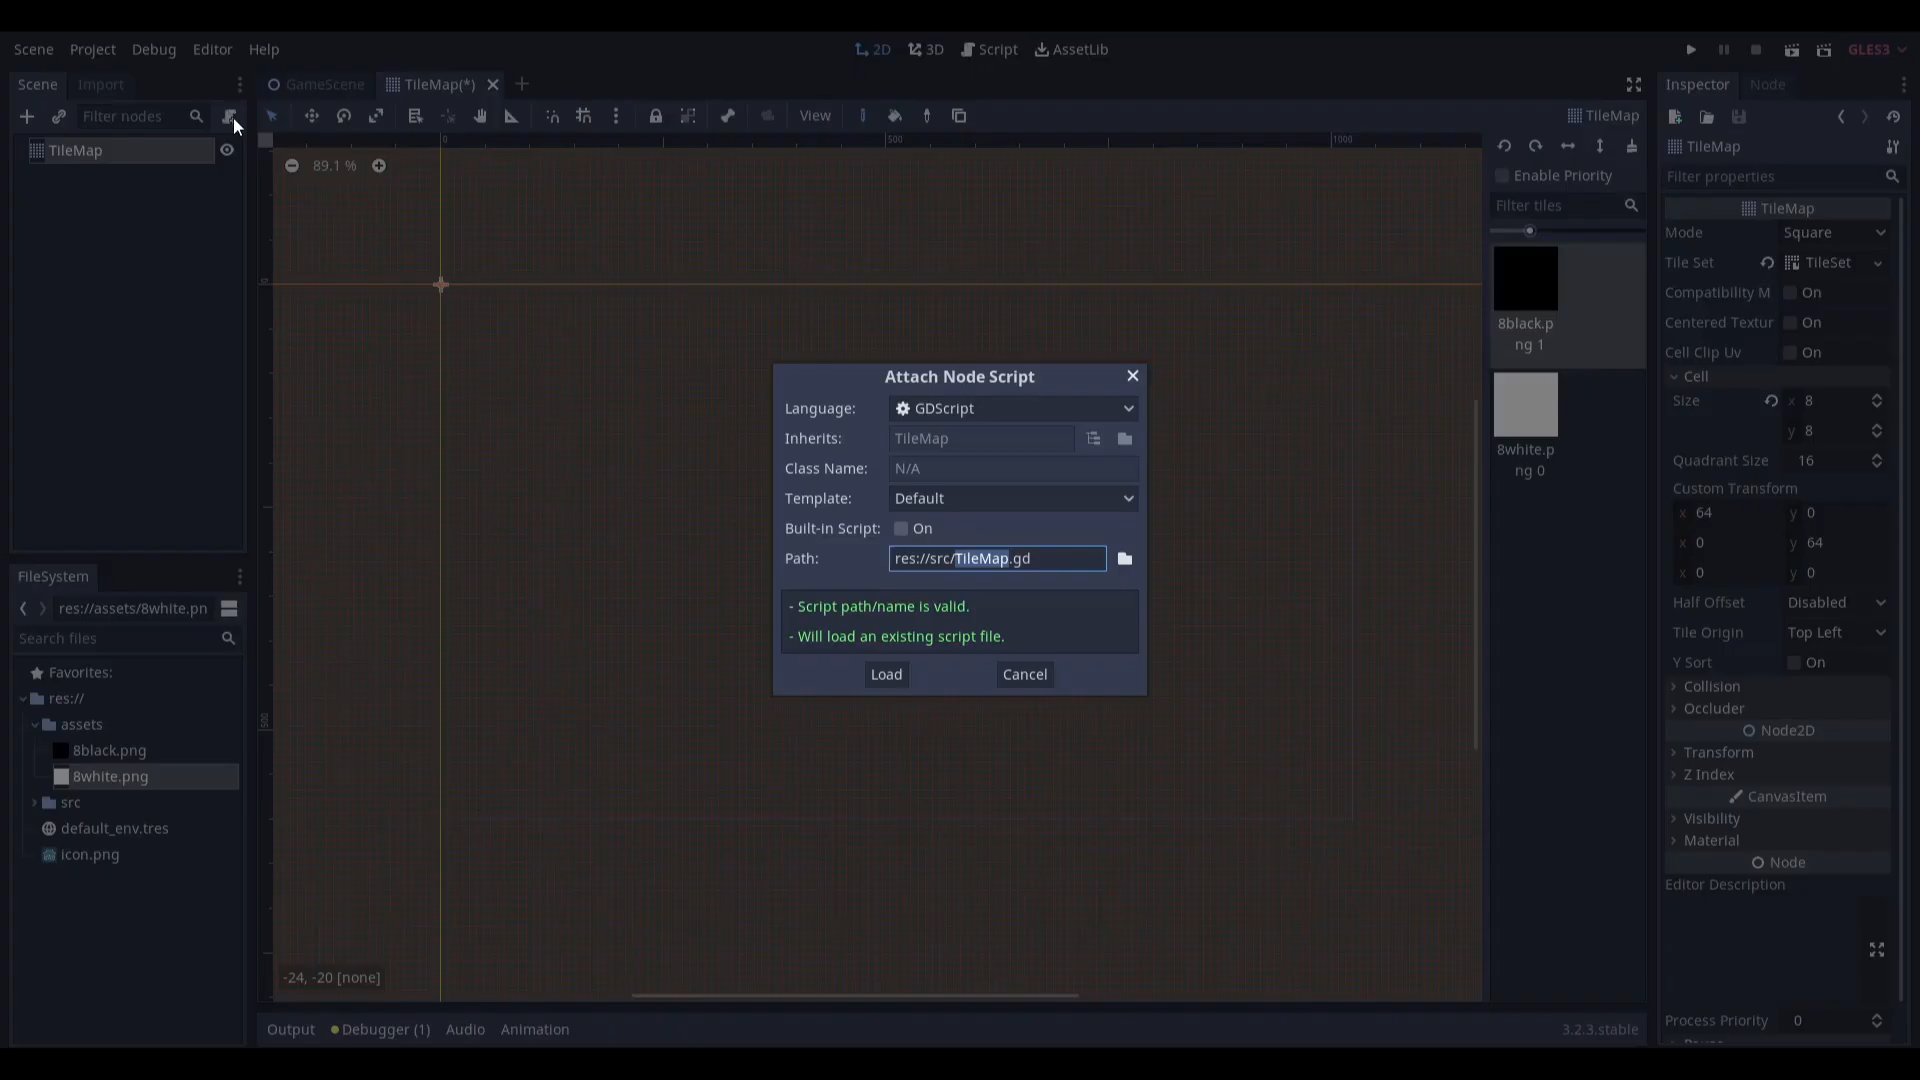 Scene Project Debug Editor Help
2D 3D Script AssetLib
GLES3
Scene Import
GameScene TileMap(*)
Inspector Node
Filter nodes
View
TileMap
TileMap
0 500 1000
89.1 %
0
500
-24, -20 [none]
Enable Priority
Filter tiles
8black.p
ng 1
8white.p
ng 0
Attach Node Script
Language: GDScript
Inherits: TileMap
Class Name: N/A
Template: Default
Built-in Script: On
Path: res://src/TileMap.gd
- Script path/name is valid.
- Will load an existing script file.
Load Cancel
FileSystem
res://assets/8white.pn
Search files
Favorites:
res://
assets
8black.png
8white.png
src
default_env.tres
icon.png
Output Debugger (1) Audio Animation
3.2.3.stable
TileMap
Filter properties
TileMap
Mode Square
Tile Set TileSet
Compatibility M On
Centered Textur On
Cell Clip Uv On
Cell
Size x 8
y 8
Quadrant Size 16
Custom Transform
x 64 y 0
x 0 y 64
x 0 y 0
Half Offset Disabled
Tile Origin Top Left
Y Sort On
Collision
Occluder
Node2D
Transform
Z Index
CanvasItem
Visibility
Material
Node
Editor Description
Process Priority 0